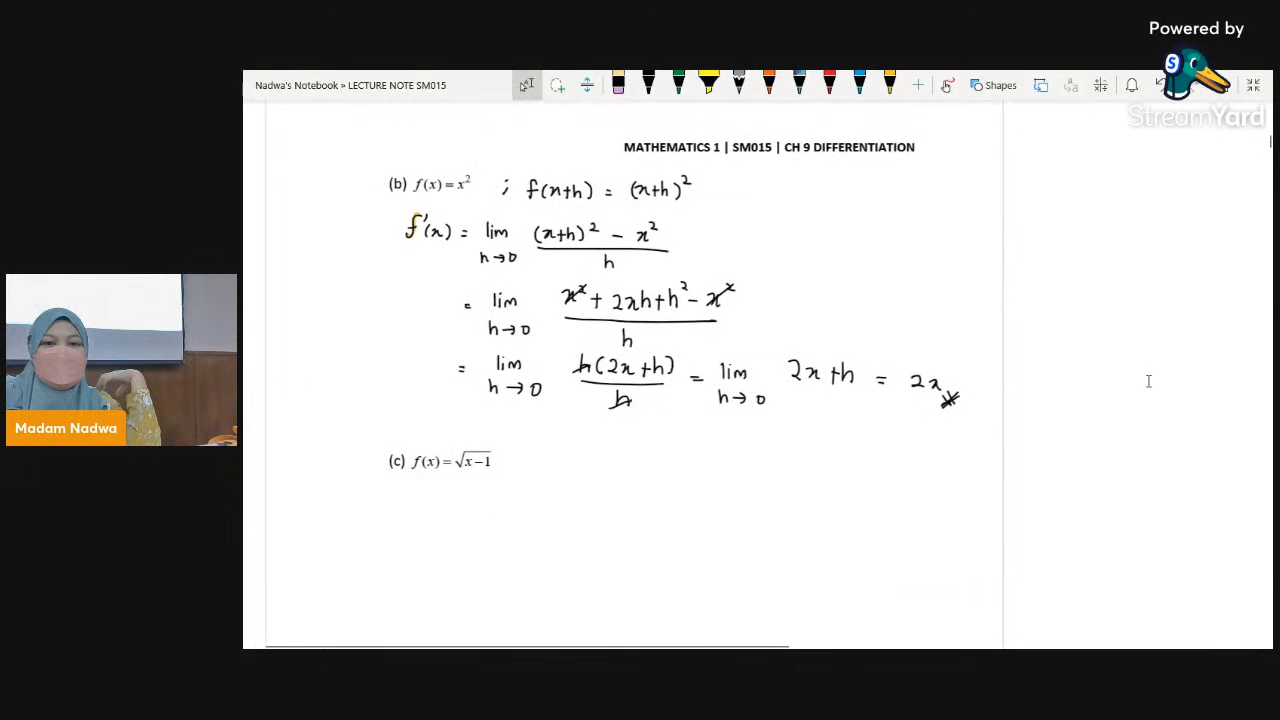 Powered by
S
StreamYard
Nadwa's Notebook » LECTURE NOTE SM015
Shapes
MATHEMATICS 1 | SM015 | CH 9 DIFFERENTIATION
(b) f(x) = x² ; f(x+h) = (x+h)²
f'(x) = lim h→0 (x+h)² − x² / h
= lim h→0 x² + 2xh + h² − x² / h
= lim h→0 h(2x+h) / h = lim h→0 2x+h = 2x
(c) f(x) = √x−1
Madam Nadwa